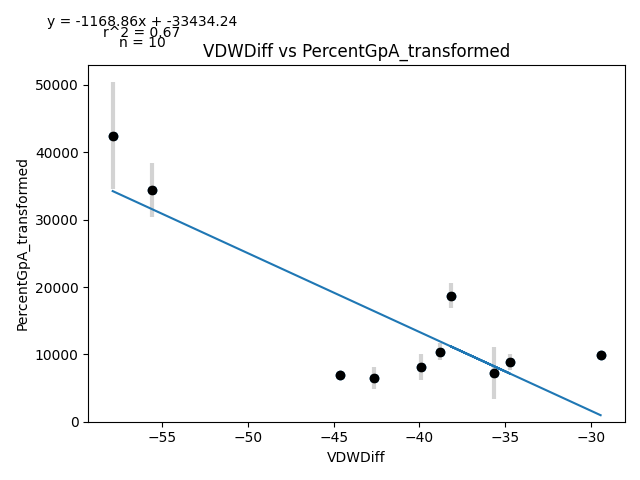 y = -1168.86x + -33434.24
r^2 = 0.67
n = 10
VDWDiff vs PercentGpA_transformed
PercentGpA_transformed
50000
40000
30000
20000
10000
0
−55
−50
−45
−40
−35
−30
VDWDiff